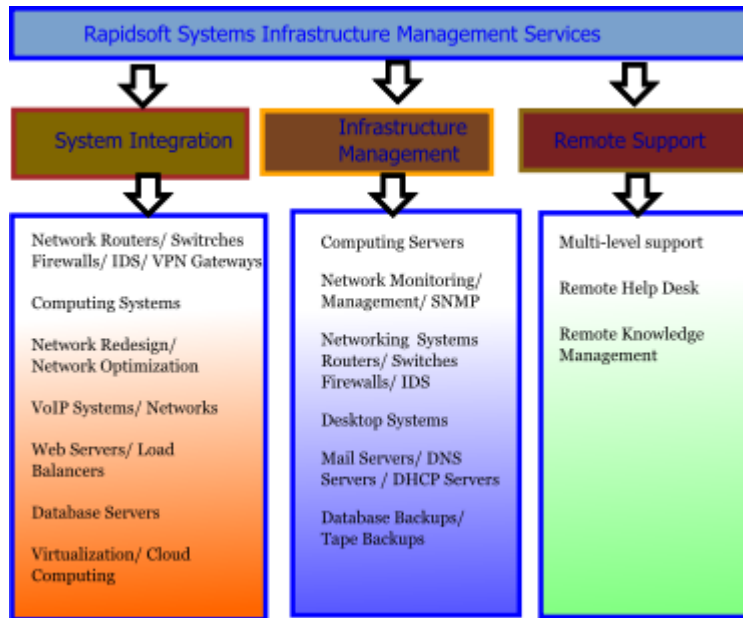 Rapidsoft Systems Infrastructure Management Services
System Integration
Infrastructure
Management
Remote Support
Network Routers/ Switrches
Firewalls/ IDS/ VPN Gateways
Computing Systems
Network Redesign/
Network Optimization
VoIP Systems/ Networks
Web Servers/ Load
Balancers
Database Servers
Virtualization/ Cloud
Computing
Computing Servers
Network Monitoring/
Management/ SNMP
Networking Systems
Routers/ Switches
Firewalls/ IDS
Desktop Systems
Mail Servers/ DNS
Servers / DHCP Servers
Database Backups/
Tape Backups
Multi-level support
Remote Help Desk
Remote Knowledge
Management